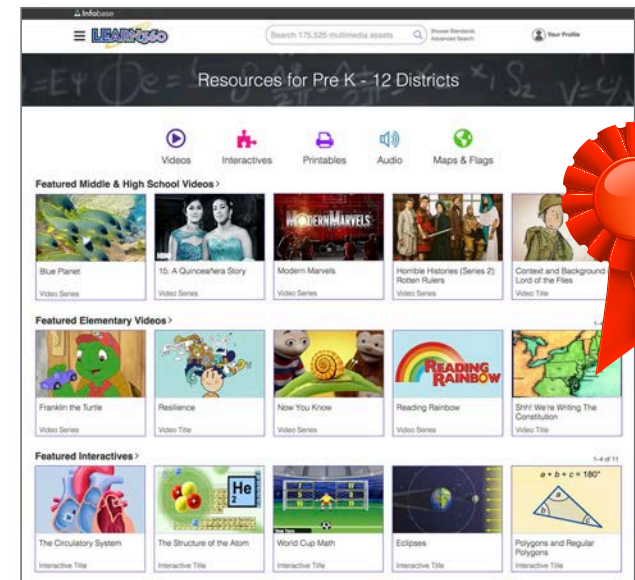 Infobase
LEARN360
Search 175,525 multimedia assets
Browse Standards
Advanced Search
Your Profile
Resources for Pre K - 12 Districts
Videos
Interactives
Printables
Audio
Maps & Flags
Featured Middle & High School Videos >
MODERN MARVELS
Blue Planet
15: A Quinceañera Story
Modern Marvels
Horrible Histories (Series 2):
Rotten Rulers
Context and Background
Lord of the Flies
Video Series
Video Series
Video Series
Video Series
Video Title
Featured Elementary Videos >
READING
RAINBOW
Franklin the Turtle
Resilience
Now You Know
Reading Rainbow
Shh! We're Writing The
Constitution
Video Series
Video Title
Video Series
Video Series
Video Title
Featured Interactives >
1-4 of 11
He
2
a + b + c = 180°
a
b
c
The Circulatory System
The Structure of the Atom
World Cup Math
Eclipses
Polygons and Regular
Polygons
Interactive Title
Interactive Title
Interactive Title
Interactive Title
Interactive Title